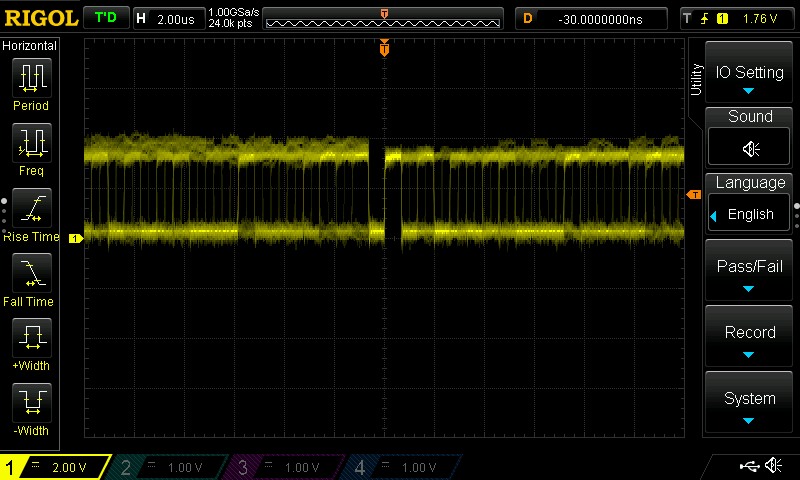 RIGOL T'D H 2.00us 1.00GSa/s 24.0k pts T D -30.0000000ns T 1 1.76 V
Horizontal
Period
Freq
Rise Time
Fall Time
+Width
-Width
T
T
1
Utility
IO Setting
Sound
Language
English
Pass/Fail
Record
System
1 2.00 V 2 1.00 V 3 1.00 V 4 1.00 V